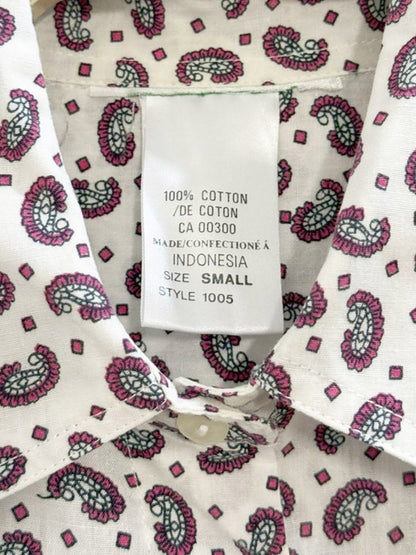 100% COTTON
/DE COTON
CA 00300
MADE/CONFECTIONÉ À
INDONESIA
SIZE SMALL
STYLE 1005